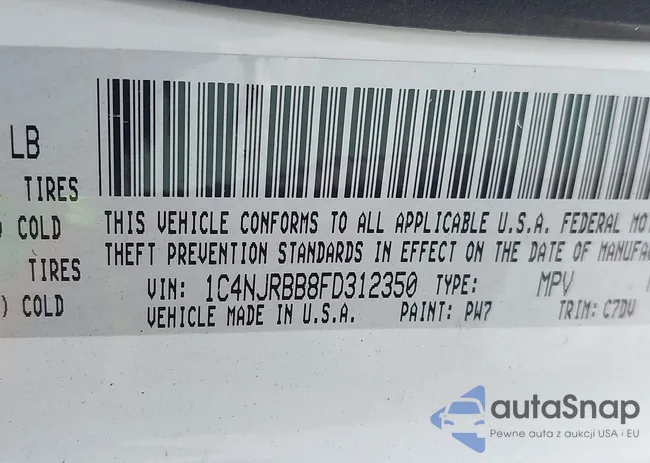 LB
TIRES
COLD
TIRES
) COLD
THIS VEHICLE CONFORMS TO ALL APPLICABLE U.S.A. FEDERAL
THEFT PREVENTION STANDARDS IN EFFECT ON THE DATE OF
VIN: 1C4NJRBB8FD312350 TYPE: MPV
VEHICLE MADE IN U.S.A. PAINT: PW7 TRIM: C7DV
autaSnap
Pewne auta z aukcji USA i EU